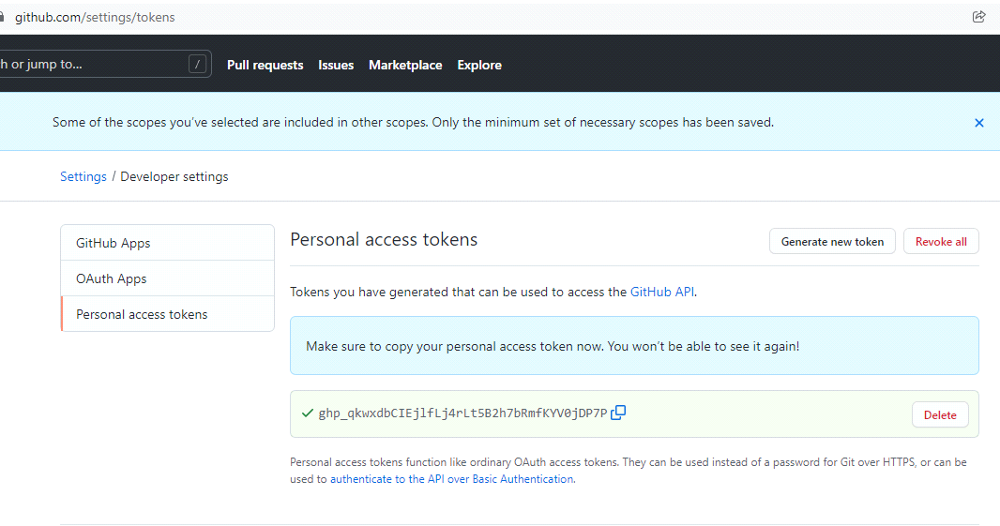 github.com/settings/tokens
h or jump to...
/
Pull requests
Issues
Marketplace
Explore
Some of the scopes you've selected are included in other scopes. Only the minimum set of necessary scopes has been saved.
Settings / Developer settings
GitHub Apps
OAuth Apps
Personal access tokens
Personal access tokens
Generate new token
Revoke all
Tokens you have generated that can be used to access the GitHub API.
Make sure to copy your personal access token now. You won't be able to see it again!
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
Delete
Personal access tokens function like ordinary OAuth access tokens. They can be used instead of a password for Git over HTTPS, or can be
used to authenticate to the API over Basic Authentication.